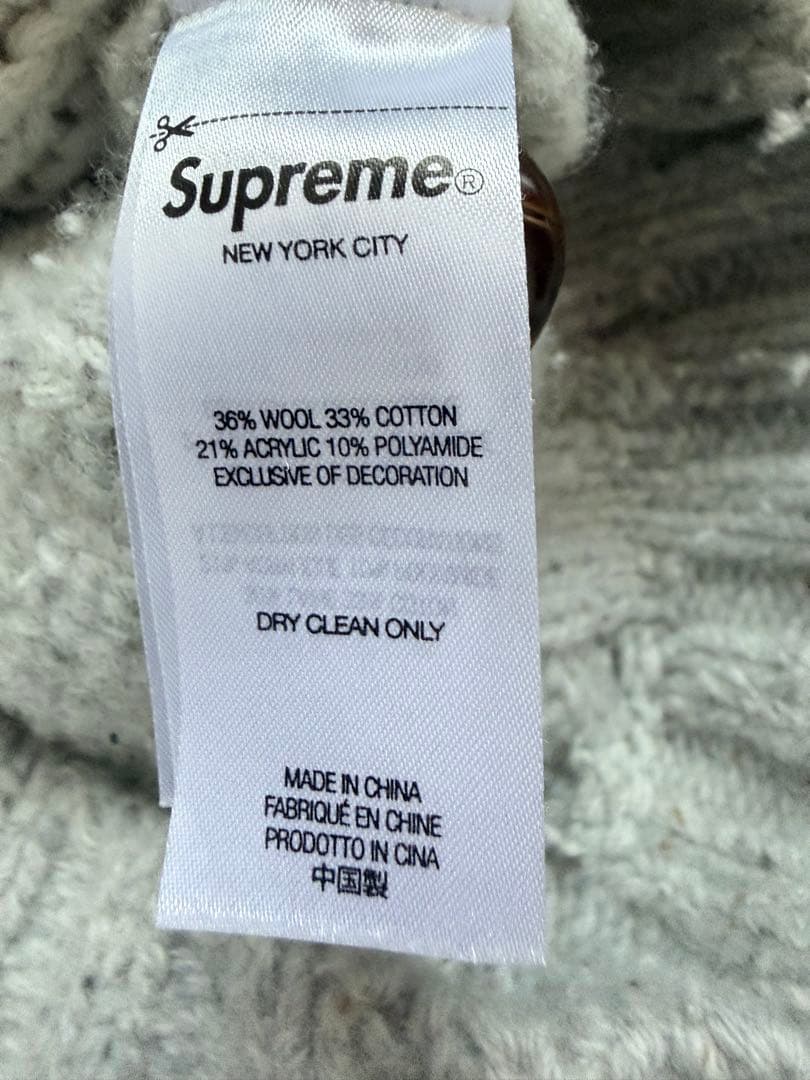 Supreme®
NEW YORK CITY
36% WOOL 33% COTTON
21% ACRYLIC 10% POLYAMIDE
EXCLUSIVE OF DECORATION
DRY CLEAN ONLY
MADE IN CHINA
FABRIQUÉ EN CHINE
PRODOTTO IN CINA
中国製